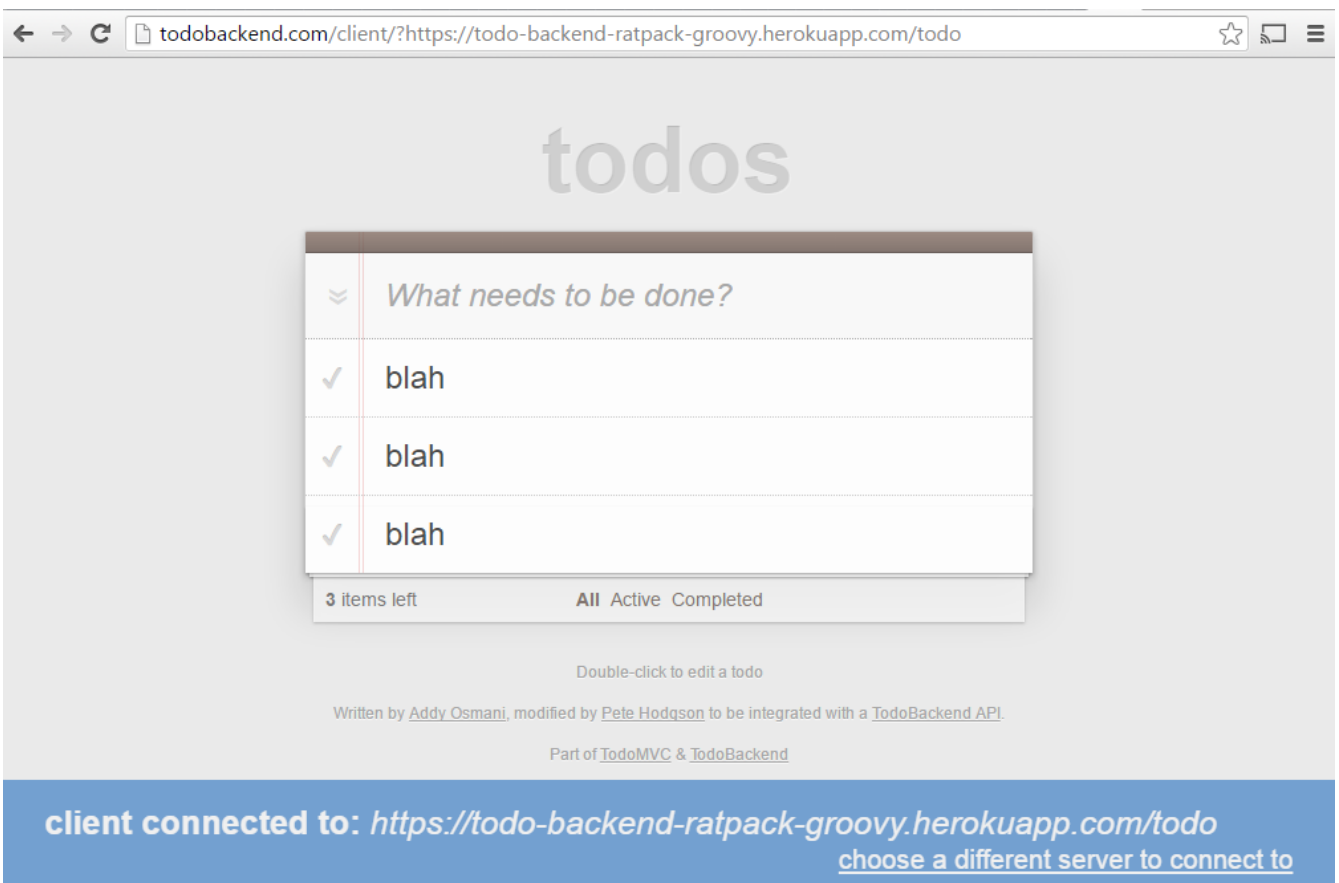 todobackend.com/client/?https://todo-backend-ratpack-groovy.herokuapp.com/todo
todos
What needs to be done?
blah
blah
blah
3 items left All Active Completed
Double-click to edit a todo
Written by Addy Osmani, modified by Pete Hodgson to be integrated with a TodoBackend API.
Part of TodoMVC & TodoBackend
client connected to: https://todo-backend-ratpack-groovy.herokuapp.com/todo
choose a different server to connect to